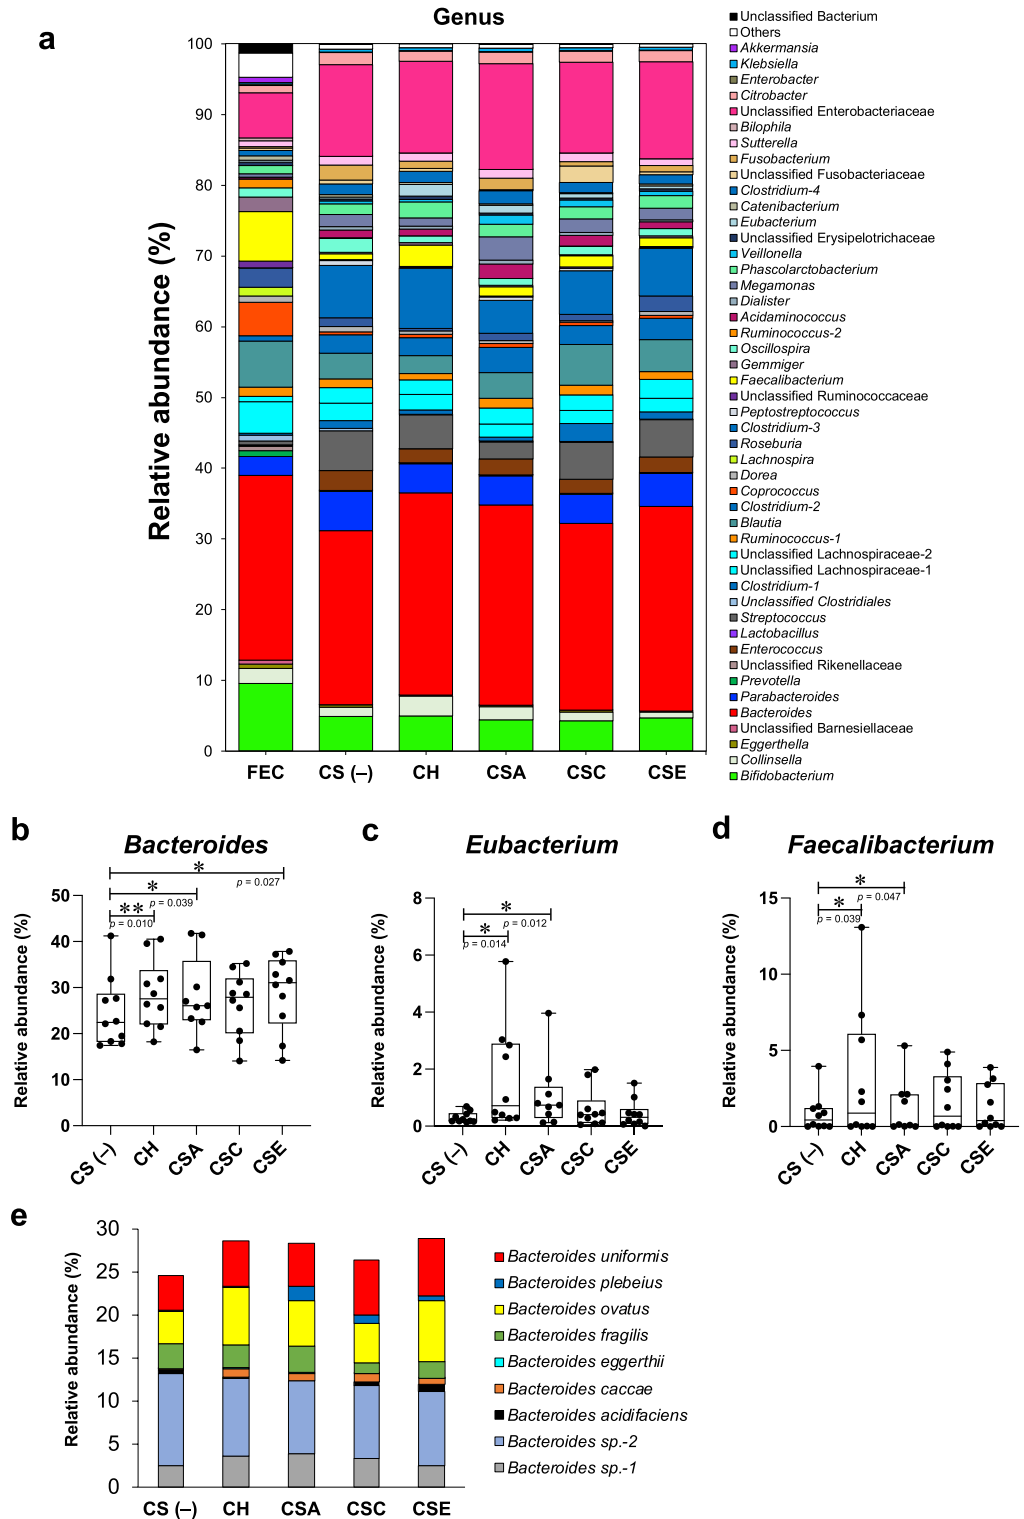 a
Genus
Relative abundance (%)
100
90
80
70
60
50
40
30
20
10
0
FEC
CS (–)
CH
CSA
CSC
CSE
Unclassified Bacterium
Others
Akkermansia
Klebsiella
Enterobacter
Citrobacter
Unclassified Enterobacteriaceae
Bilophila
Sutterella
Fusobacterium
Unclassified Fusobacteriaceae
Clostridium-4
Catenibacterium
Eubacterium
Unclassified Erysipelotrichaceae
Veillonella
Phascolarctobacterium
Megamonas
Dialister
Acidaminococcus
Ruminococcus-2
Oscillospira
Gemmiger
Faecalibacterium
Unclassified Ruminococcaceae
Peptostreptococcus
Clostridium-3
Roseburia
Lachnospira
Dorea
Coprococcus
Clostridium-2
Blautia
Ruminococcus-1
Unclassified Lachnospiraceae-2
Unclassified Lachnospiraceae-1
Clostridium-1
Unclassified Clostridiales
Streptococcus
Lactobacillus
Enterococcus
Unclassified Rikenellaceae
Prevotella
Parabacteroides
Bacteroides
Unclassified Barnesiellaceae
Eggerthella
Collinsella
Bifidobacterium
b
Bacteroides
*
p = 0.027
*
p = 0.039
**
p = 0.010
Relative abundance (%)
50
40
30
20
10
0
CS (–)
CH
CSA
CSC
CSE
c
Eubacterium
*
p = 0.012
*
p = 0.014
Relative abundance (%)
8
6
4
2
0
CS (–)
CH
CSA
CSC
CSE
d
Faecalibacterium
*
p = 0.047
*
p = 0.039
Relative abundance (%)
15
10
5
0
CS (–)
CH
CSA
CSC
CSE
e
Relative abundance (%)
30
25
20
15
10
5
0
CS (–)
CH
CSA
CSC
CSE
Bacteroides uniformis
Bacteroides plebeius
Bacteroides ovatus
Bacteroides fragilis
Bacteroides eggerthii
Bacteroides caccae
Bacteroides acidifaciens
Bacteroides sp.-2
Bacteroides sp.-1